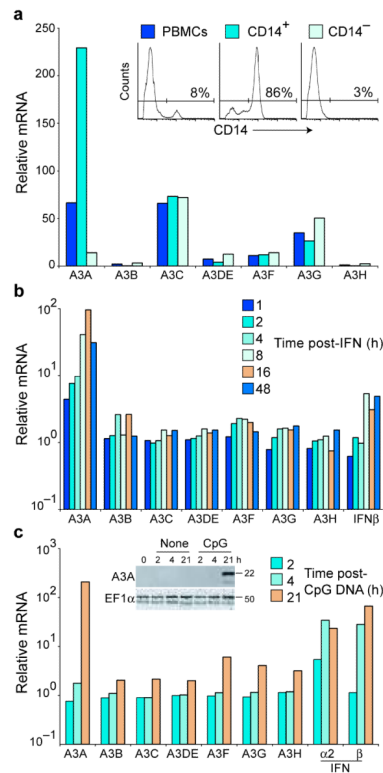 a
PBMCs CD14+ CD14−
Counts
8% 86% 3%
CD14
Relative mRNA
250
200
150
100
50
0
A3A A3B A3C A3DE A3F A3G A3H
b
Relative mRNA
10²
10¹
10⁰
10⁻¹
1
2
4
8
16
48
Time post-IFN (h)
A3A A3B A3C A3DE A3F A3G A3H IFNβ
c
Relative mRNA
10³
10²
10¹
10⁰
10⁻¹
None CpG
0 2 4 21 2 4 21 h
A3A 22
EF1α 50
2
4
21
Time post-
CpG DNA (h)
A3A A3B A3C A3DE A3F A3G A3H α2 β
IFN